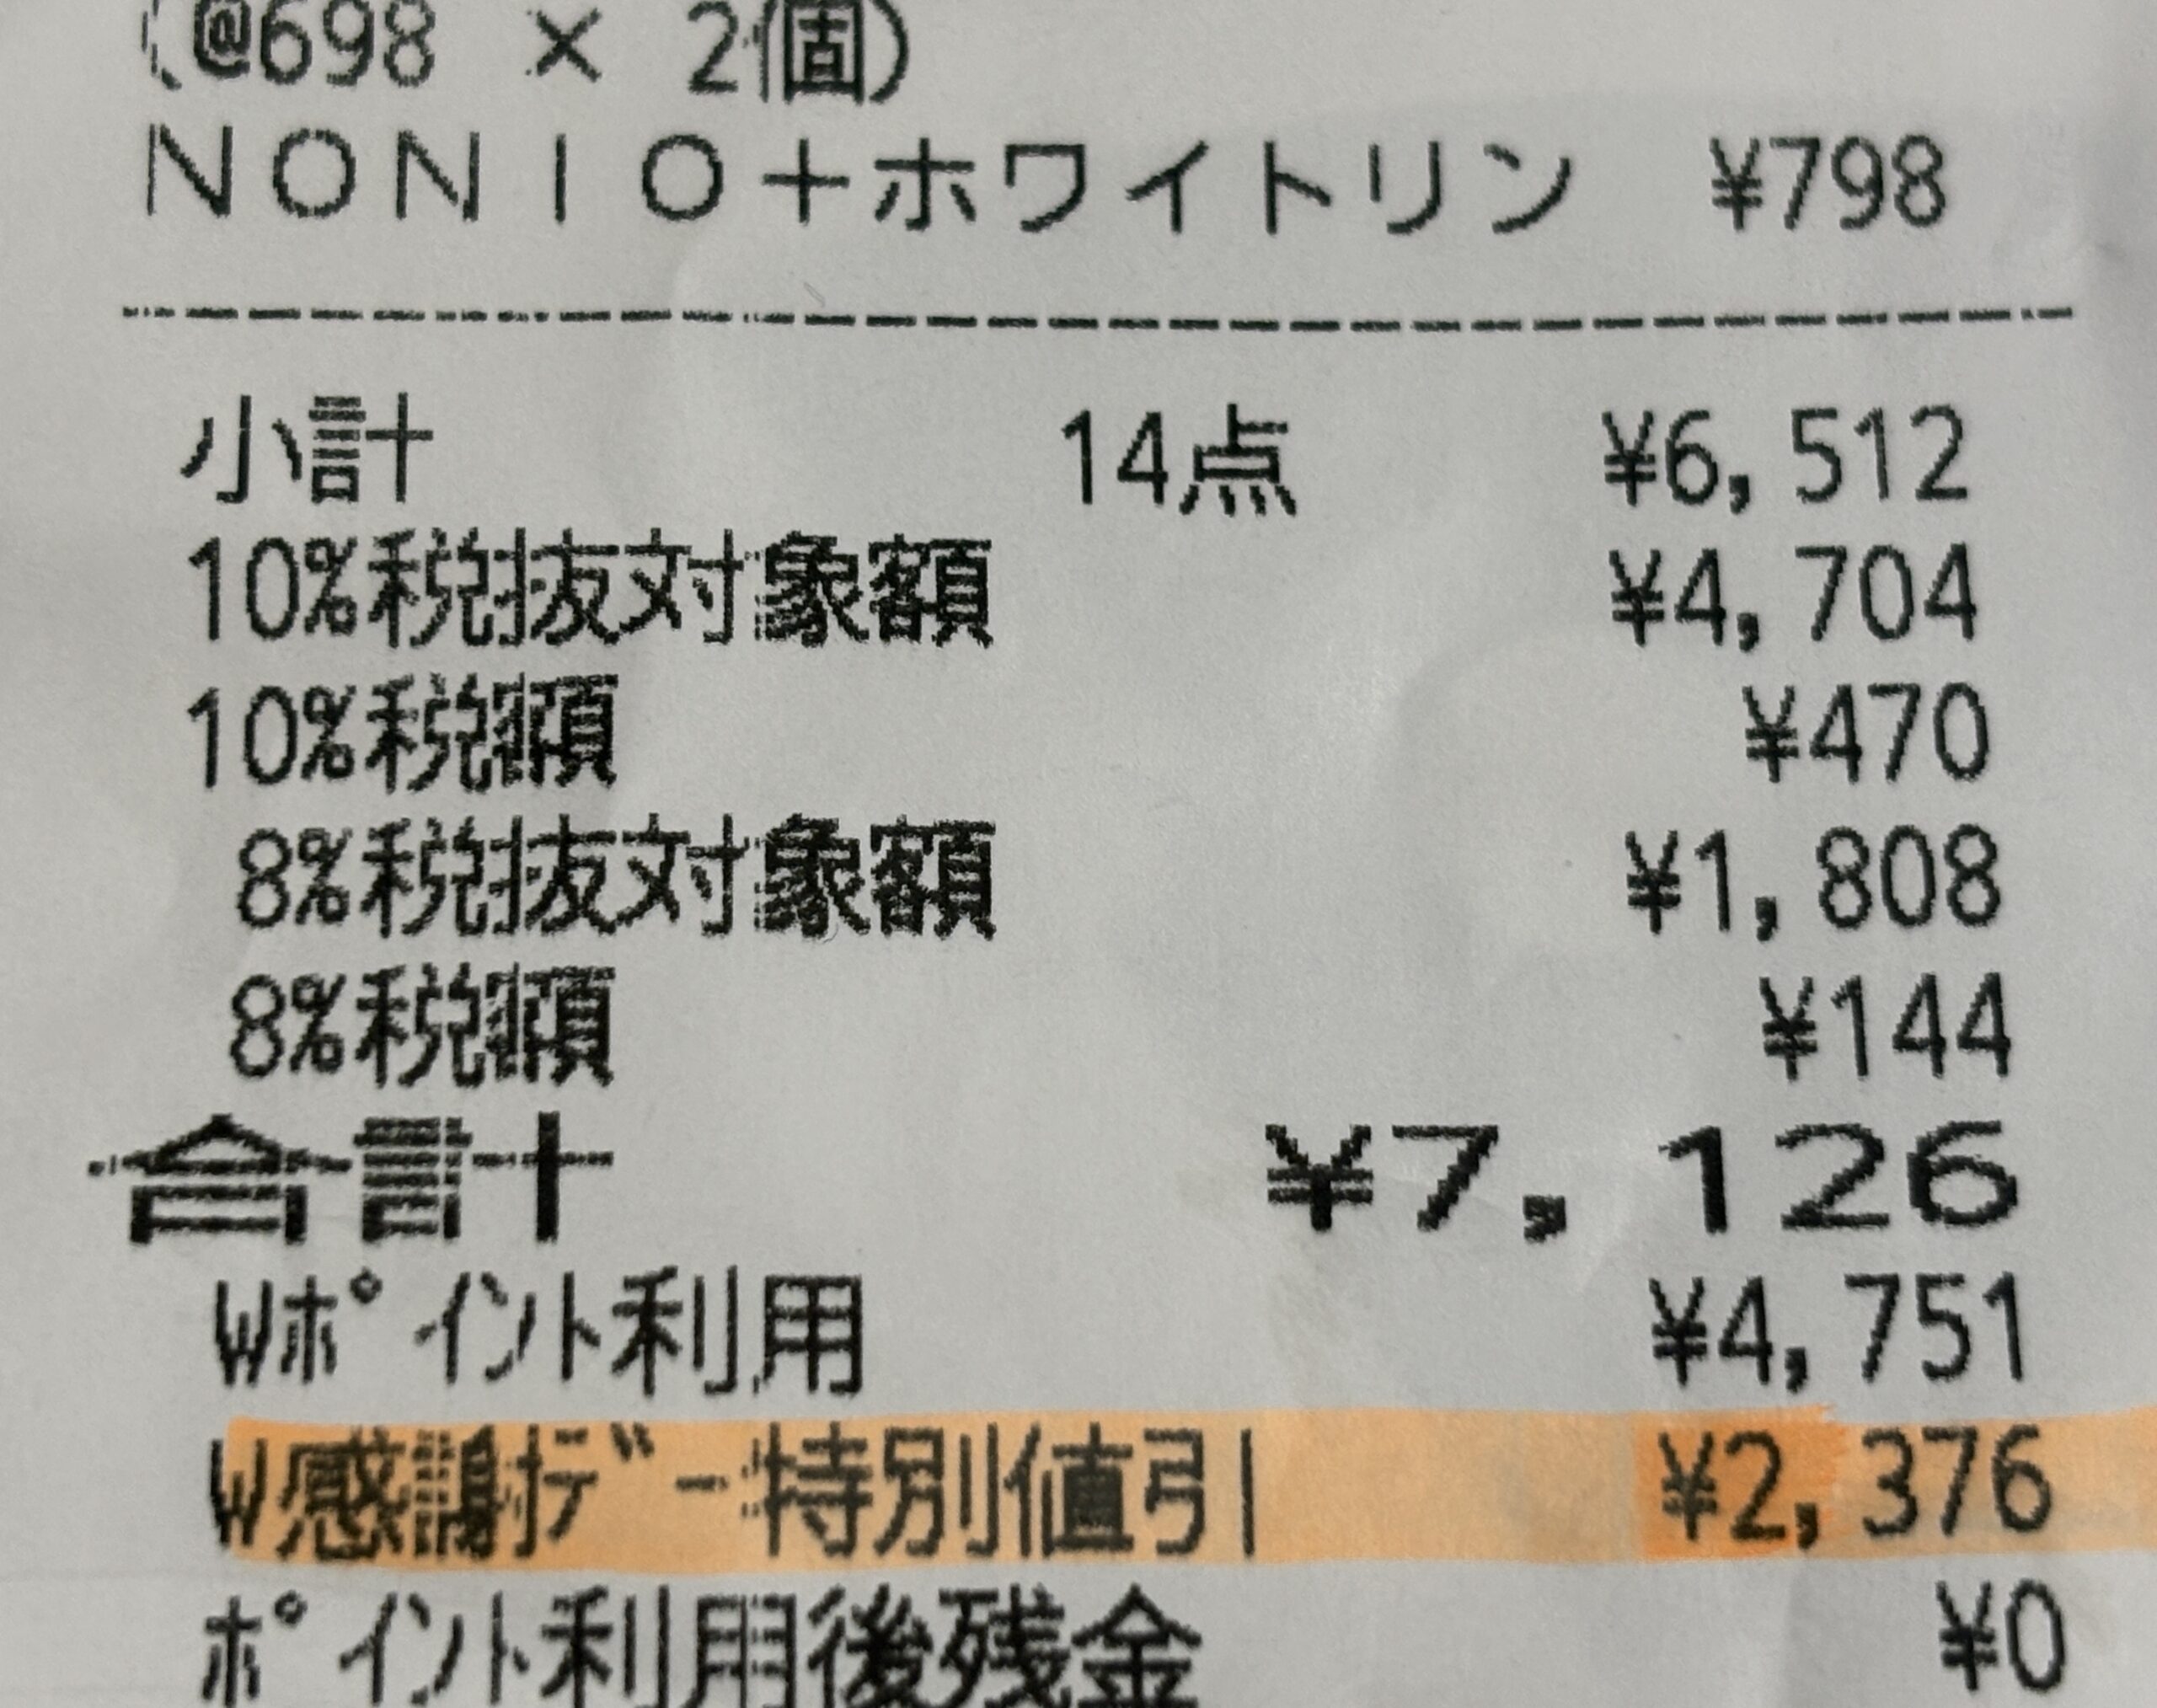 (@698 × 2個)
NONIO+ホワイトリン ¥798
小計 14点 ¥6,512
10%税抜対象額 ¥4,704
10%税額 ¥470
8%税抜対象額 ¥1,808
8%税額 ¥144
合計 ¥7,126
Wポイント利用 ¥4,751
W感謝デー特別値引 ¥2,376
ポイント利用後残金 ¥0